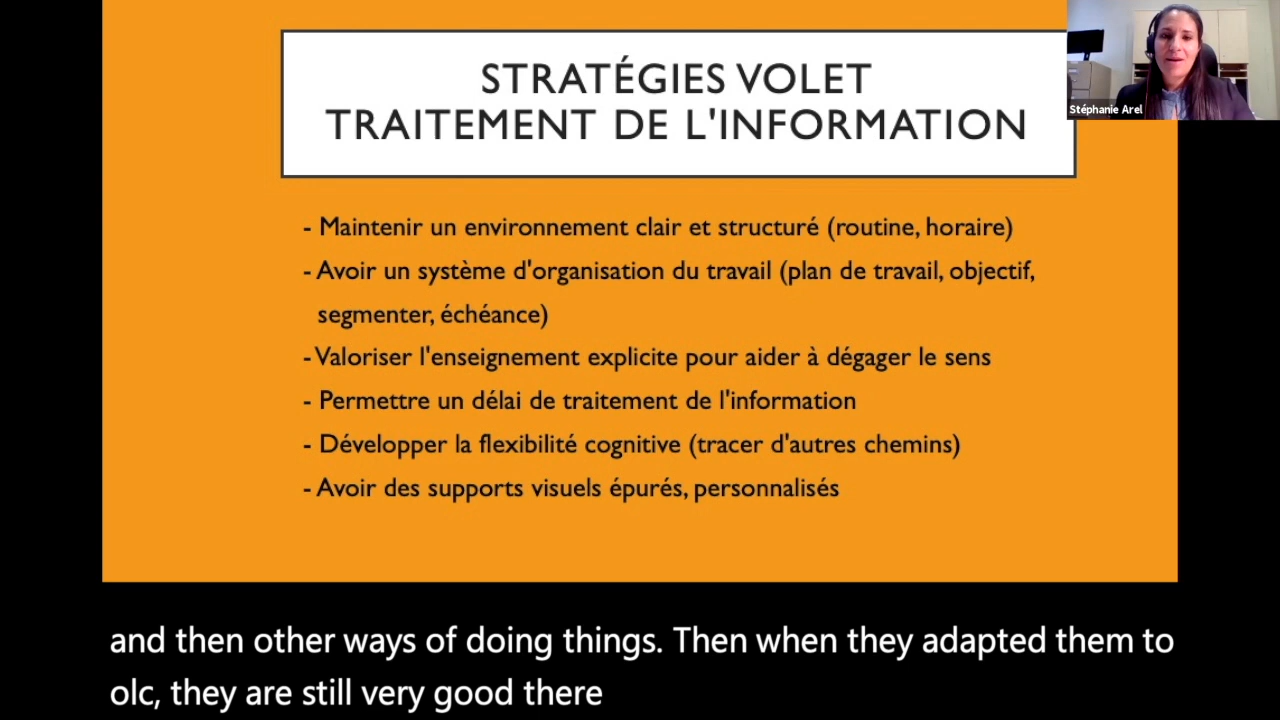 STRATÉGIES VOLET
TRAITEMENT DE L'INFORMATION
Stéphanie Arel
- Maintenir un environnement clair et structuré (routine, horaire)
- Avoir un système d'organisation du travail (plan de travail, objectif,
segmenter, échéance)
- Valoriser l'enseignement explicite pour aider à dégager le sens
- Permettre un délai de traitement de l'information
- Développer la flexibilité cognitive (tracer d'autres chemins)
- Avoir des supports visuels épurés, personnalisés
and then other ways of doing things. Then when they adapted them to
olc, they are still very good there